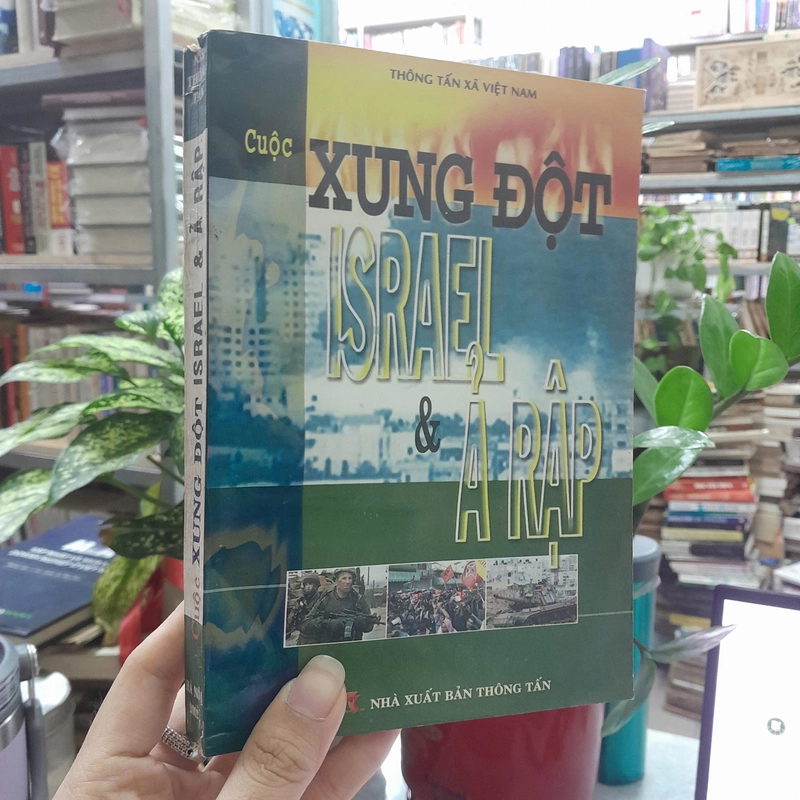 THÔNG TẤN XÃ VIỆT NAM
Cuộc
XUNG ĐỘT
ISRAEL
&
Ả RẬP
NHÀ XUẤT BẢN THÔNG TẤN
Cuộc XUNG ĐỘT ISRAEL & Ả RẬP